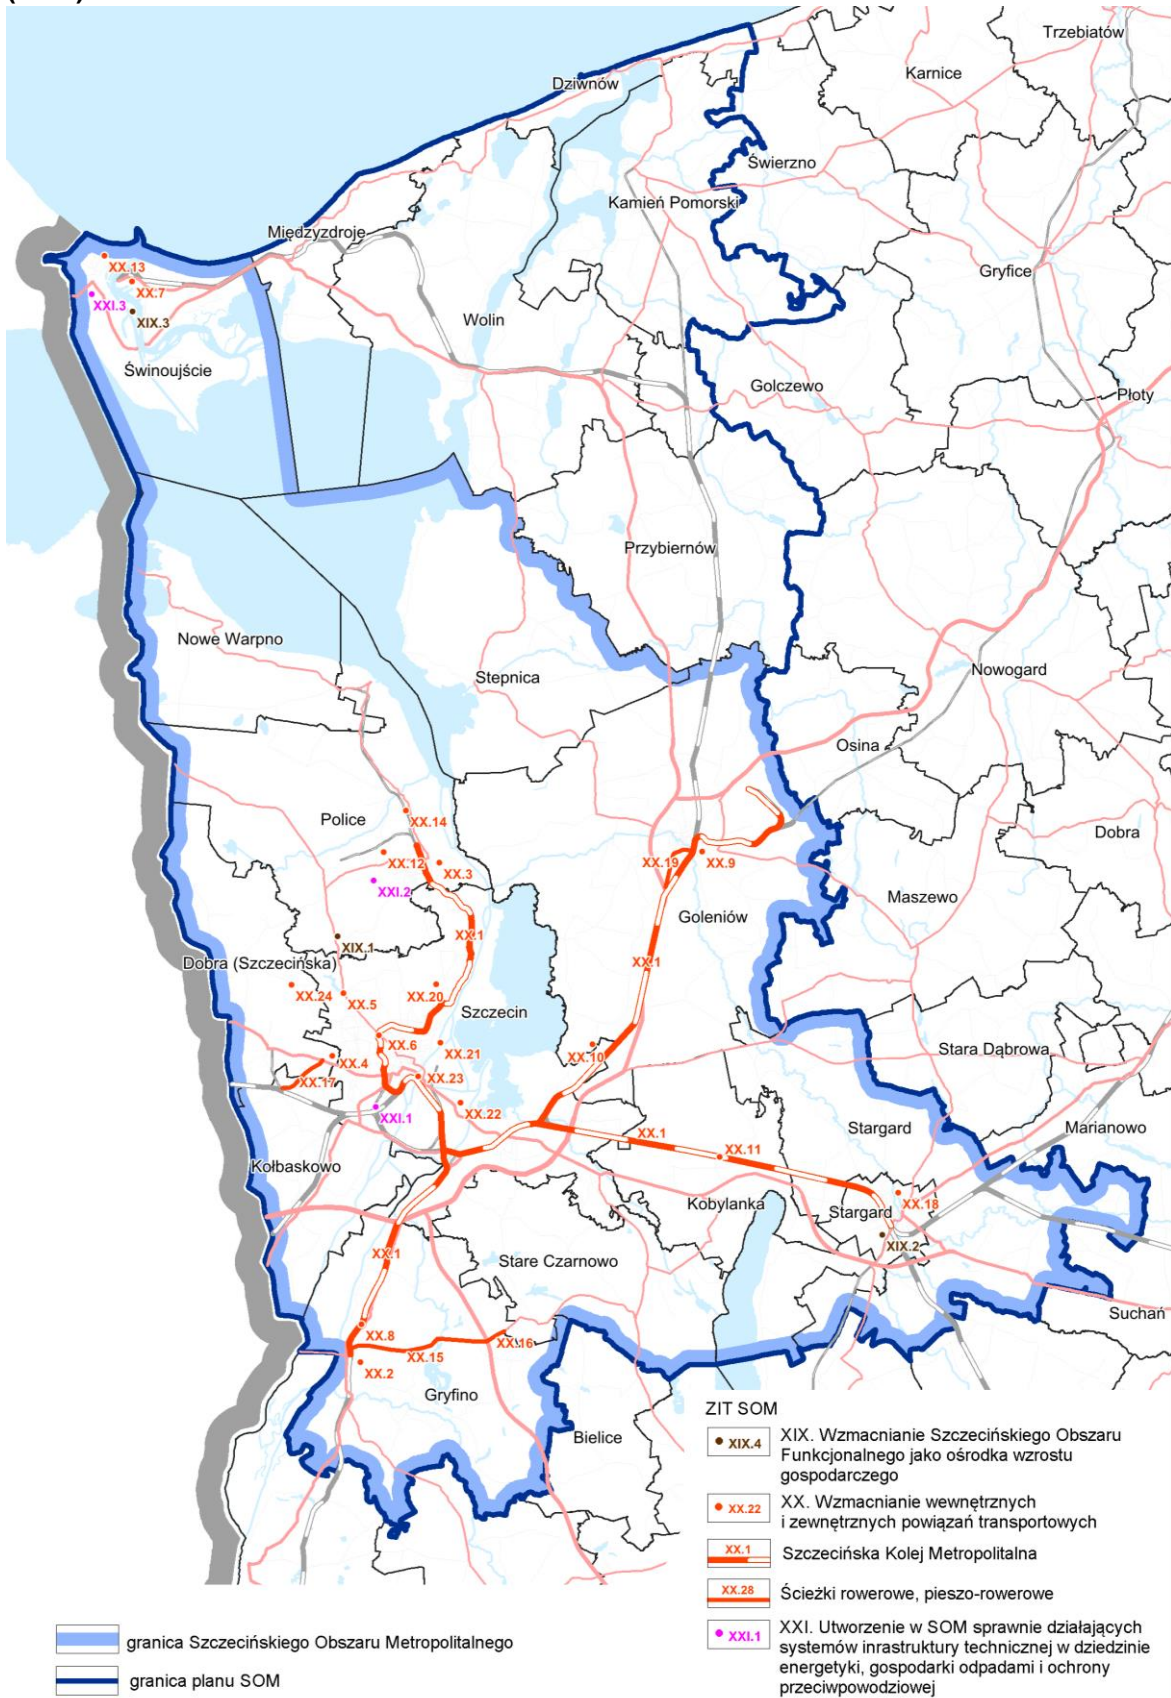 Trzebiatów
Karnice
Dziwnów
Świerzno
Kamień Pomorski
Międzyzdroje
Gryfice
XX.13
XX.7
XXI.3
XIX.3
Wolin
Świnoujście
Golczewo
Płoty
Przybiernów
Nowe Warpno
Stepnica
Nowogard
Osina
Police
XX.14
Dobra
XX.12
XX.3
XX.19
XX.9
XXI.2
Maszewo
Goleniów
XX.1
XIX.1
Dobra (Szczecińska)
XX.1
XX.24
XX.5
XX.20
Szczecin
XX.6
XX.21
XX.10
Stara Dąbrowa
XX.4
XX.17
XX.23
XX.22
XXI.1
XX.1
Stargard
Marianowo
XX.11
Kołbaskowo
Kobylanka
Stargard
XX.18
XIX.2
XX.1
Stare Czarnowo
Suchań
XX.8
XX.15
XX.16
XX.2
Gryfino
Bielice
ZIT SOM
XIX.4
XIX. Wzmacnianie Szczecińskiego Obszaru
Funkcjonalnego jako ośrodka wzrostu
gospodarczego
XX.22
XX. Wzmacnianie wewnętrznych
i zewnętrznych powiązań transportowych
XX.1
Szczecińska Kolej Metropolitalna
XX.28
Ścieżki rowerowe, pieszo-rowerowe
XXI.1
XXI. Utworzenie w SOM sprawnie działających
systemów inrastruktury technicznej w dziedzinie
energetyki, gospodarki odpadami i ochrony
przeciwpowodziowej
granica Szczecińskiego Obszaru Metropolitalnego
granica planu SOM